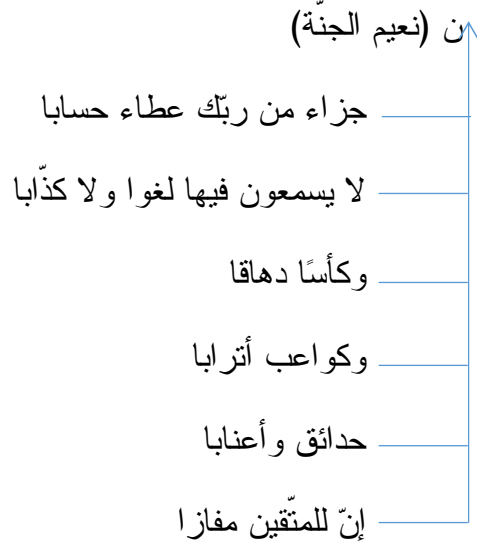 ن (نعيم الجنّة)
جزاء من ربّك عطاء حسابا
لا يسمعون فيها لغوا ولا كذّابا
وكأسًا دهاقا
وكواعب أترابا
حدائق وأعنابا
إنّ للمتّقين مفازا